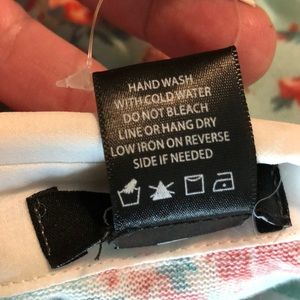 HAND WASH
WITH COLD WATER
DO NOT BLEACH
LINE OR HANG DRY
LOW IRON ON REVERSE
SIDE IF NEEDED